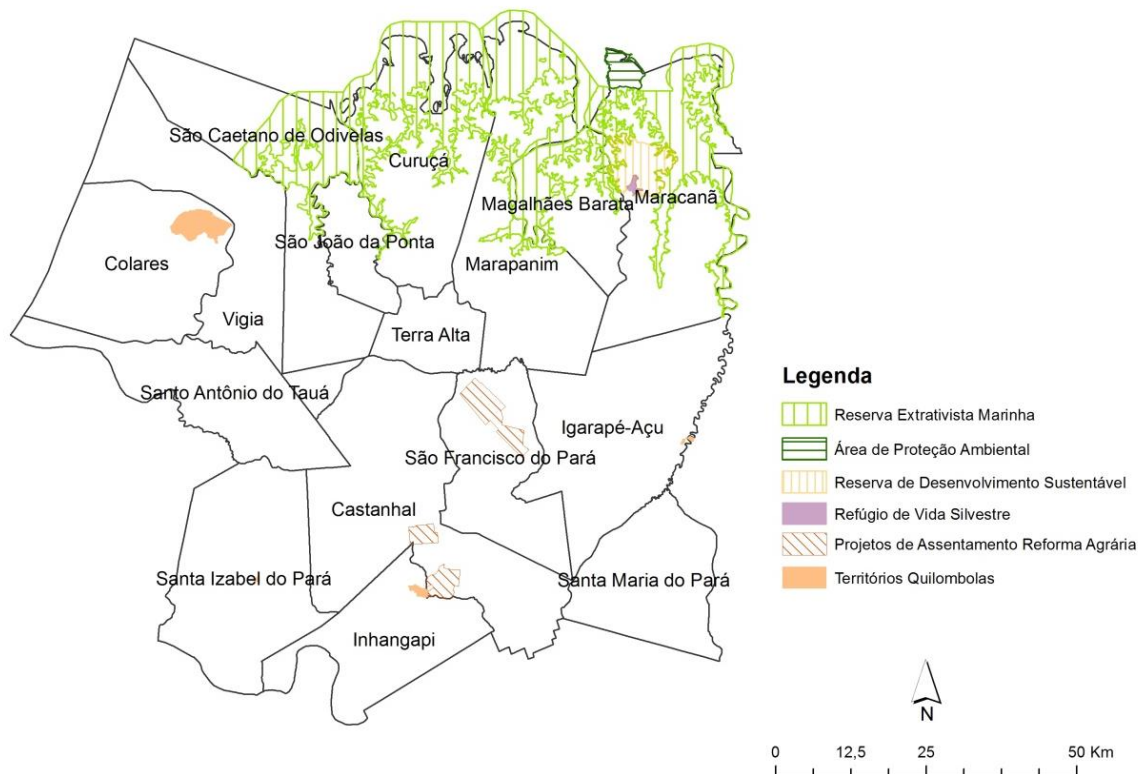 São Caetano de Odivelas
Curuçá
Magalhães Barata
Maracanã
São João da Ponta
Colares
Marapanim
Vigia
Terra Alta
Santo Antônio do Tauá
Igarapé-Açu
São Francisco do Pará
Castanhal
Santa Izabel do Pará
Santa Maria do Pará
Inhangapi
Legenda
Reserva Extrativista Marinha
Área de Proteção Ambiental
Reserva de Desenvolvimento Sustentável
Refúgio de Vida Silvestre
Projetos de Assentamento Reforma Agrária
Territórios Quilombolas
N
0 12,5 25 50 Km